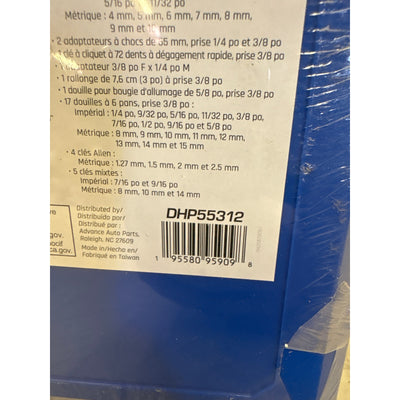 5/16 po 11/32 po
Métrique : 4 mm, 5 mm, 6 mm, 7 mm, 8 mm,
9 mm et 10 mm
• 2 adaptateurs à chocs de 35 mm, prise 1/4 po et 3/8 po
clé à cliquet à 72 dents à dégagement rapide, prise 3/8 po
1 adaptateur 3/8 po F x 1/4 po M
• 1 rallonge de 7,6 cm (3 po) à prise 3/8 po
• 1 douille pour bougie d'allumage de 5/8 po, prise 3/8 po
• 17 douilles à 6 pans, prise 3/8 po :
Impérial : 1/4 po, 9/32 po, 5/16 po, 11/32 po, 3/8 po,
7/16 po, 1/2 po, 9/16 po et 5/8 po
Métrique : 8 mm, 9 mm, 10 mm, 11 mm, 12 mm,
13 mm, 14 mm et 15 mm
• 4 clés Allen :
Métrique : 1.27 mm, 1.5 mm, 2 mm et 2.5 mm
• 5 clés mixtes :
Impérial : 7/16 po et 9/16 po
Métrique : 8 mm, 10 mm et 14 mm
Distributed by/
Distribuido por/
Distribué par :
Advance Auto Parts,
Raleigh, NC 27609
Made in/Hecho en/
Fabriqué en Taiwan
re
gov.
acif
ca.gov.
DHP55312
1 95580 95909 8